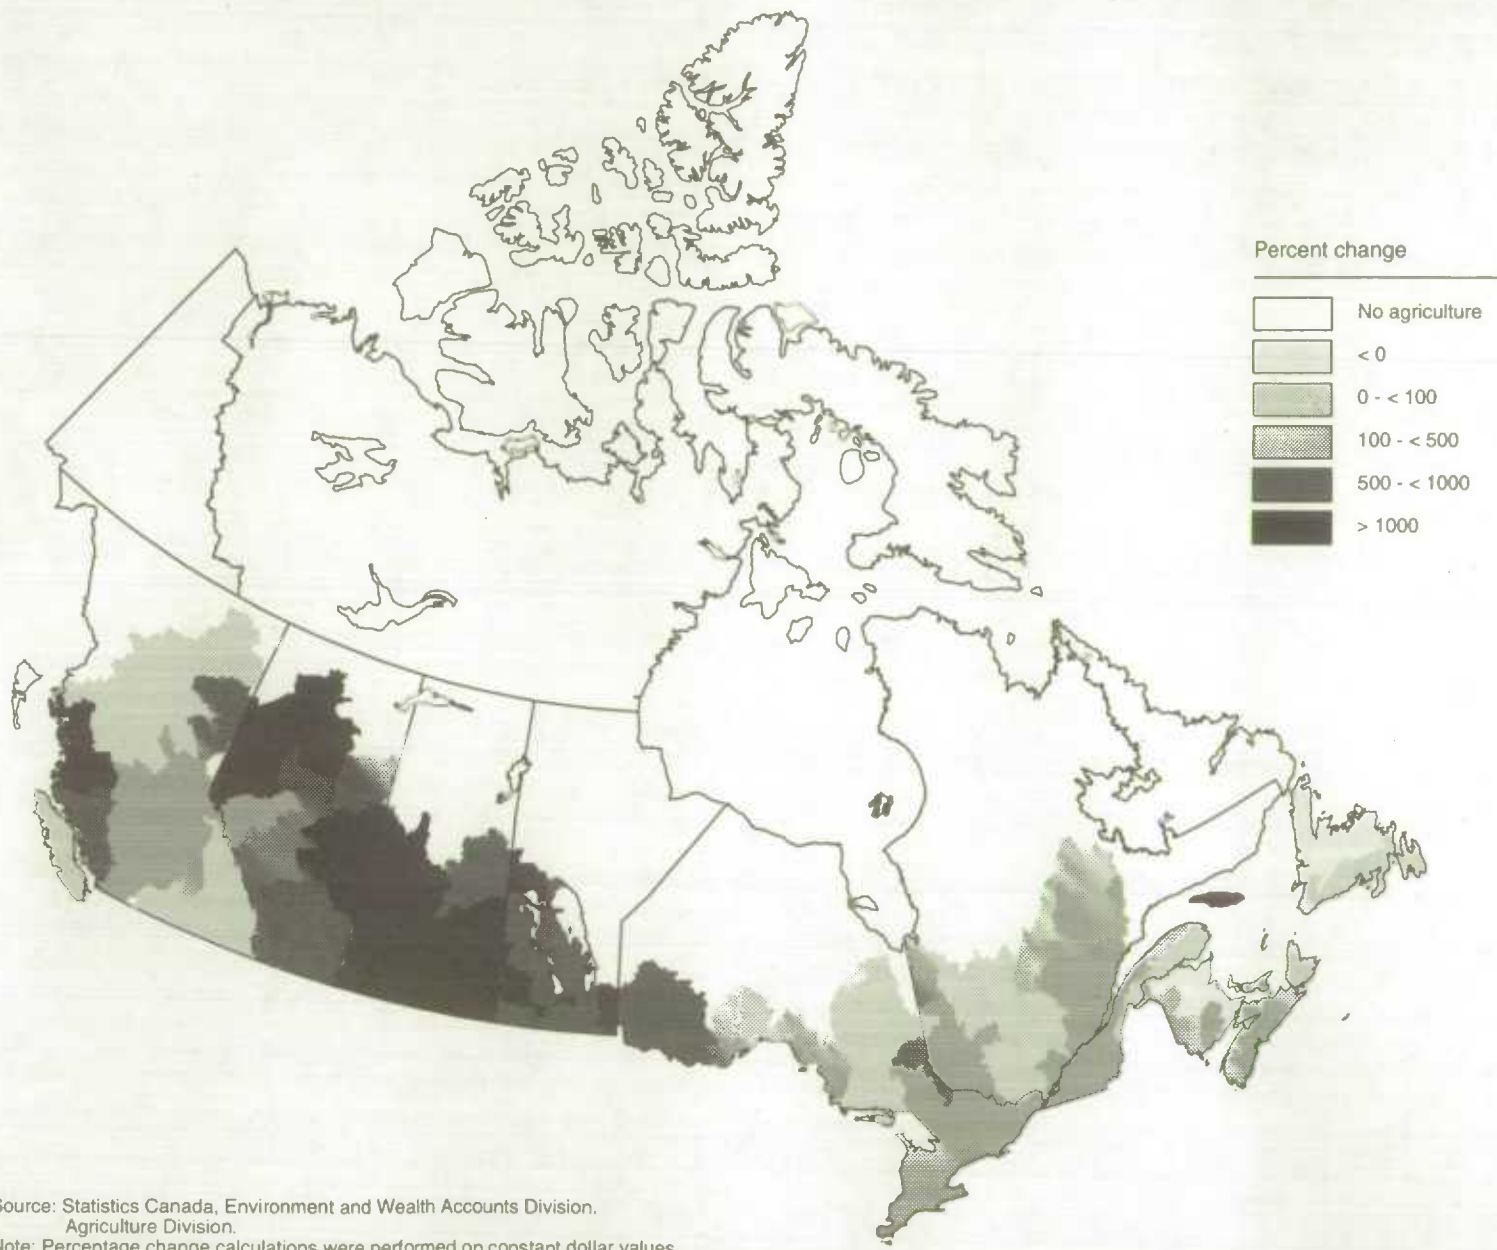 Percent change
No agriculture
< 0
0 - < 100
100 - < 500
500 - < 1000
> 1000
Source: Statistics Canada, Environment and Wealth Accounts Division.
Agriculture Division.
Note: Percentage change calculations were performed on constant dollar values.